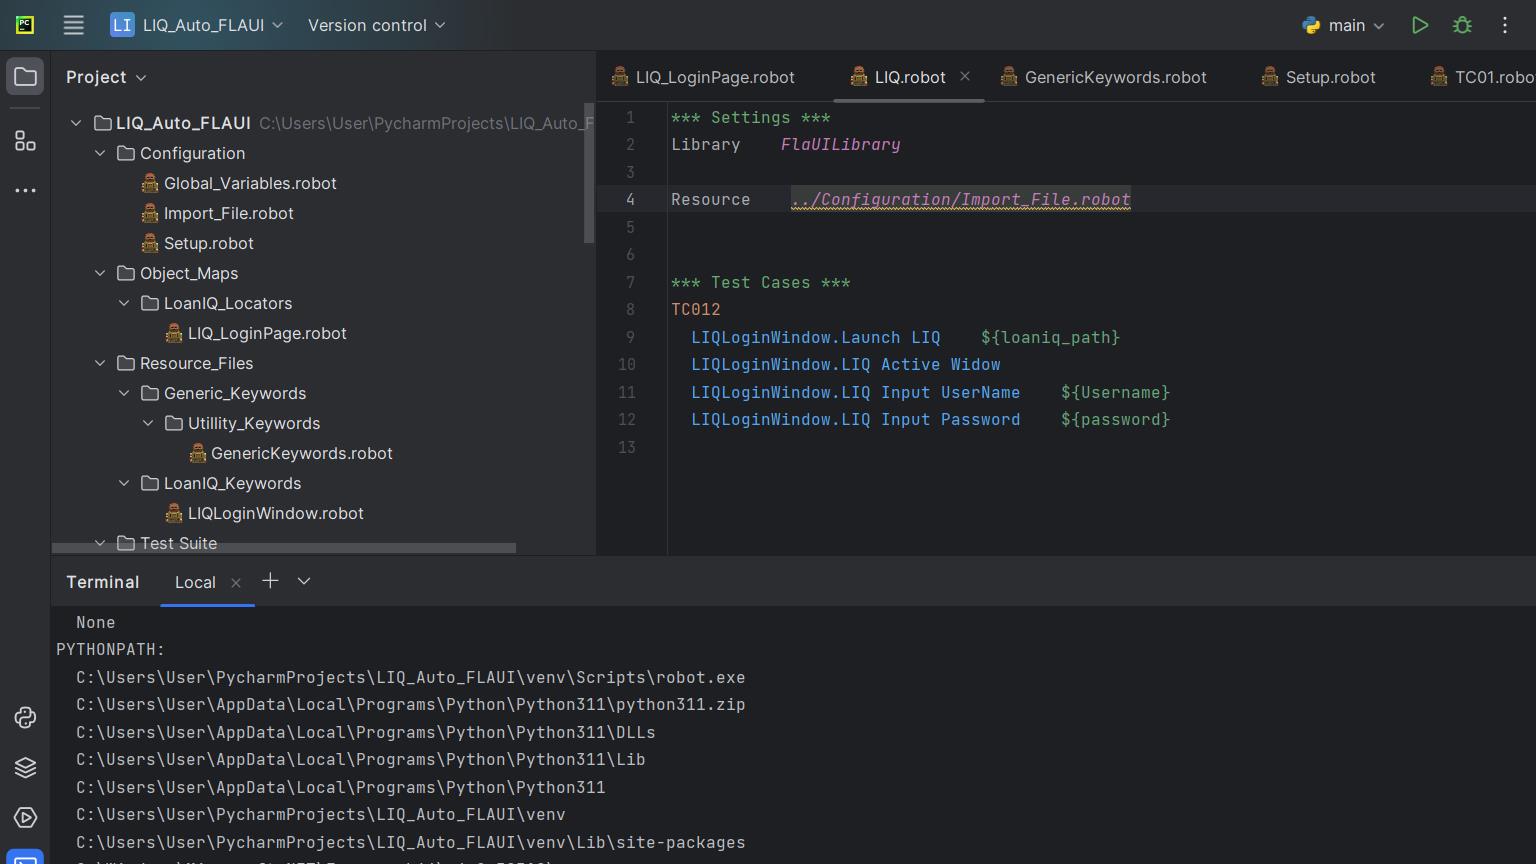 LI LIQ_Auto_FLAUI Version control main
Project
LIQ_Auto_FLAUI C:\Users\User\PycharmProjects\LIQ_Auto_F
Configuration
Global_Variables.robot
Import_File.robot
Setup.robot
Object_Maps
LoanIQ_Locators
LIQ_LoginPage.robot
Resource_Files
Generic_Keywords
Utillity_Keywords
GenericKeywords.robot
LoanIQ_Keywords
LIQLoginWindow.robot
Test Suite
LIQ_LoginPage.robot LIQ.robot GenericKeywords.robot Setup.robot TC01.robo
1 *** Settings ***
2 Library FlaUILibrary
3
4 Resource ../Configuration/Import_File.robot
5
6
7 *** Test Cases ***
8 TC012
9 LIQLoginWindow.Launch LIQ ${loaniq_path}
10 LIQLoginWindow.LIQ Active Widow
11 LIQLoginWindow.LIQ Input UserName ${Username}
12 LIQLoginWindow.LIQ Input Password ${password}
13
Terminal Local
None
PYTHONPATH:
C:\Users\User\PycharmProjects\LIQ_Auto_FLAUI\venv\Scripts\robot.exe
C:\Users\User\AppData\Local\Programs\Python\Python311\python311.zip
C:\Users\User\AppData\Local\Programs\Python\Python311\DLLs
C:\Users\User\AppData\Local\Programs\Python\Python311\Lib
C:\Users\User\AppData\Local\Programs\Python\Python311
C:\Users\User\PycharmProjects\LIQ_Auto_FLAUI\venv
C:\Users\User\PycharmProjects\LIQ_Auto_FLAUI\venv\Lib\site-packages